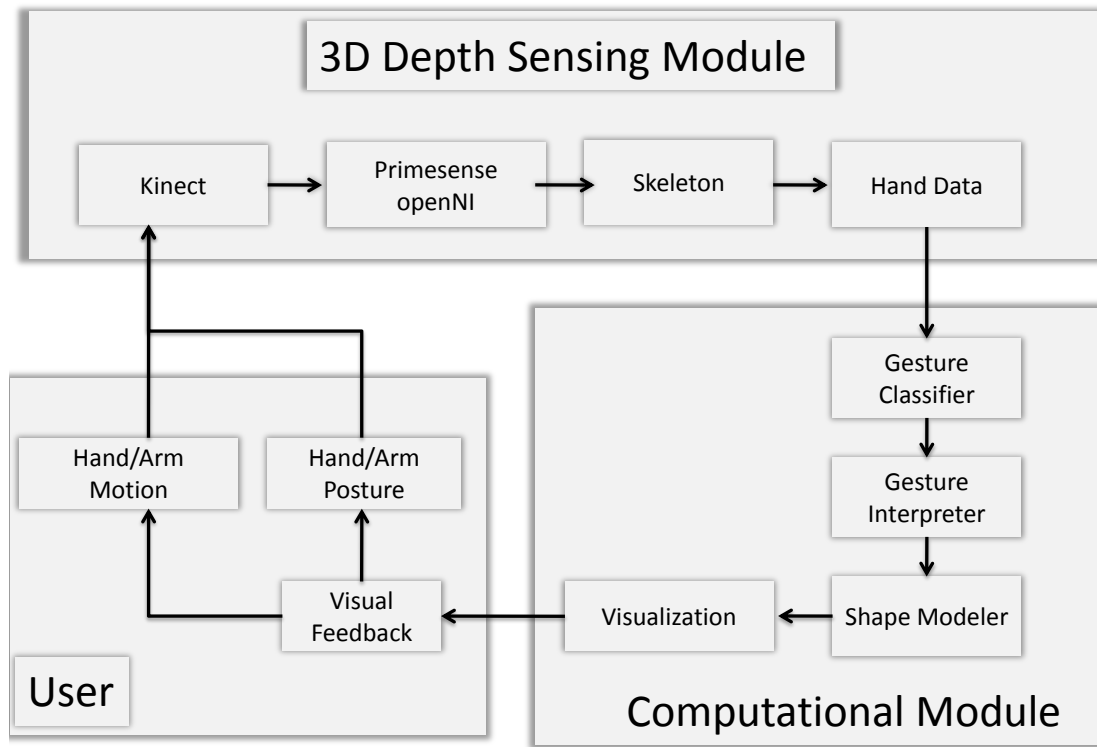 3D Depth Sensing Module
Kinect
Primesense
openNI
Skeleton
Hand Data
Gesture
Classifier
Gesture
Interpreter
Shape Modeler
Visualization
Computational Module
Hand/Arm
Motion
Hand/Arm
Posture
Visual
Feedback
User